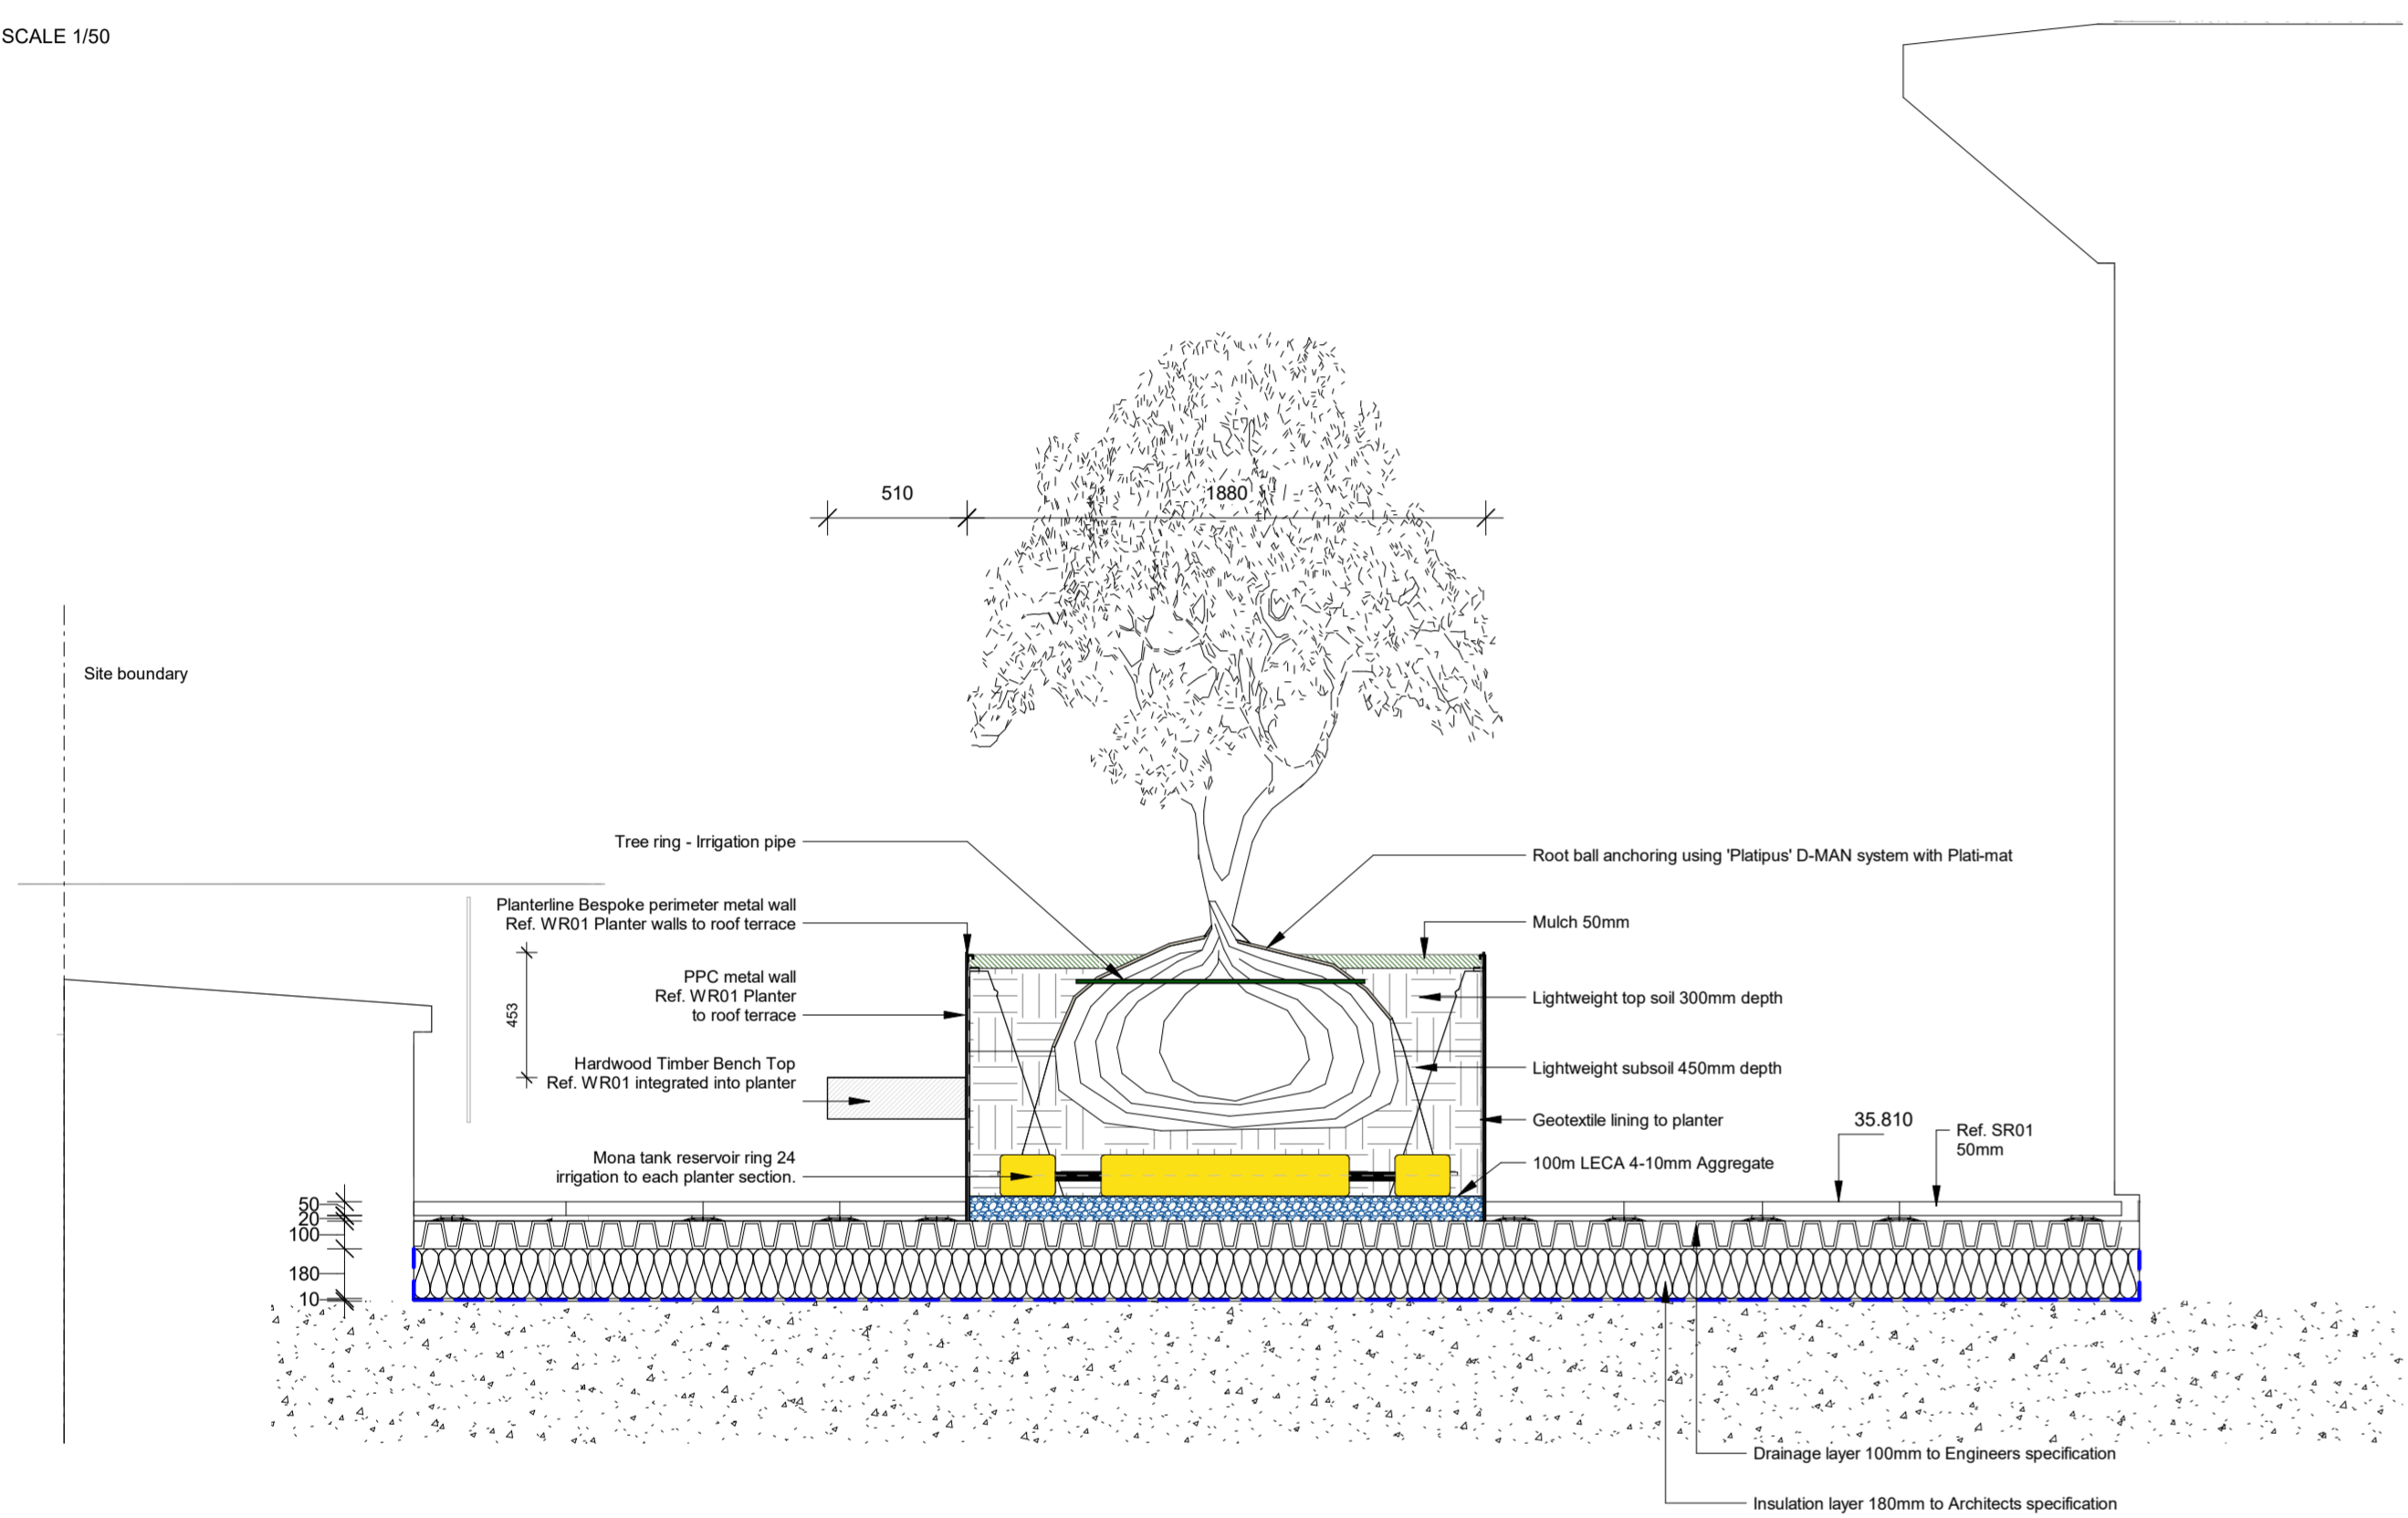 SCALE 1/50
510
1880
Site boundary
Tree ring - Irrigation pipe
Root ball anchoring using 'Platipus' D-MAN system with Plati-mat
Planterline Bespoke perimeter metal wall
Ref. WR01 Planter walls to roof terrace
Mulch 50mm
PPC metal wall
Ref. WR01 Planter
to roof terrace
Lightweight top soil 300mm depth
453
Hardwood Timber Bench Top
Ref. WR01 integrated into planter
Lightweight subsoil 450mm depth
Geotextile lining to planter
35.810
Ref. SR01
50mm
Mona tank reservoir ring 24
irrigation to each planter section.
100m LECA 4-10mm Aggregate
50
20
100
180
10
Drainage layer 100mm to Engineers specification
Insulation layer 180mm to Architects specification